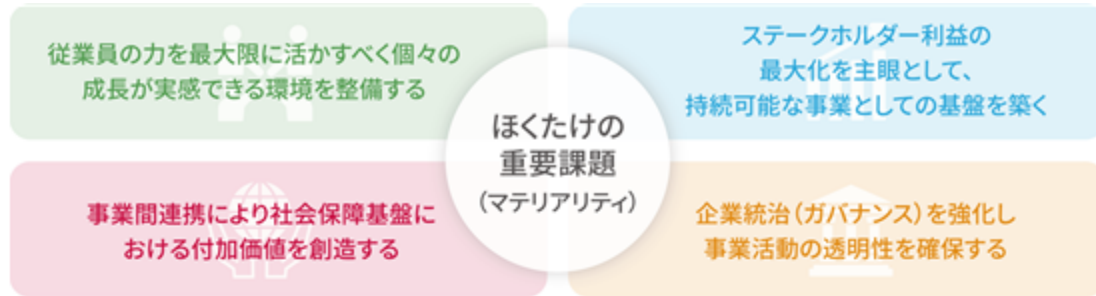 従業員の力を最大限に活かすべく個々の
成長が実感できる環境を整備する
ステークホルダー利益の
最大化を主眼として、
持続可能な事業としての基盤を築く
ほくたけの
重要課題
（マテリアリティ）
事業間連携により社会保障基盤に
おける付加価値を創造する
企業統治（ガバナンス）を強化し
事業活動の透明性を確保する